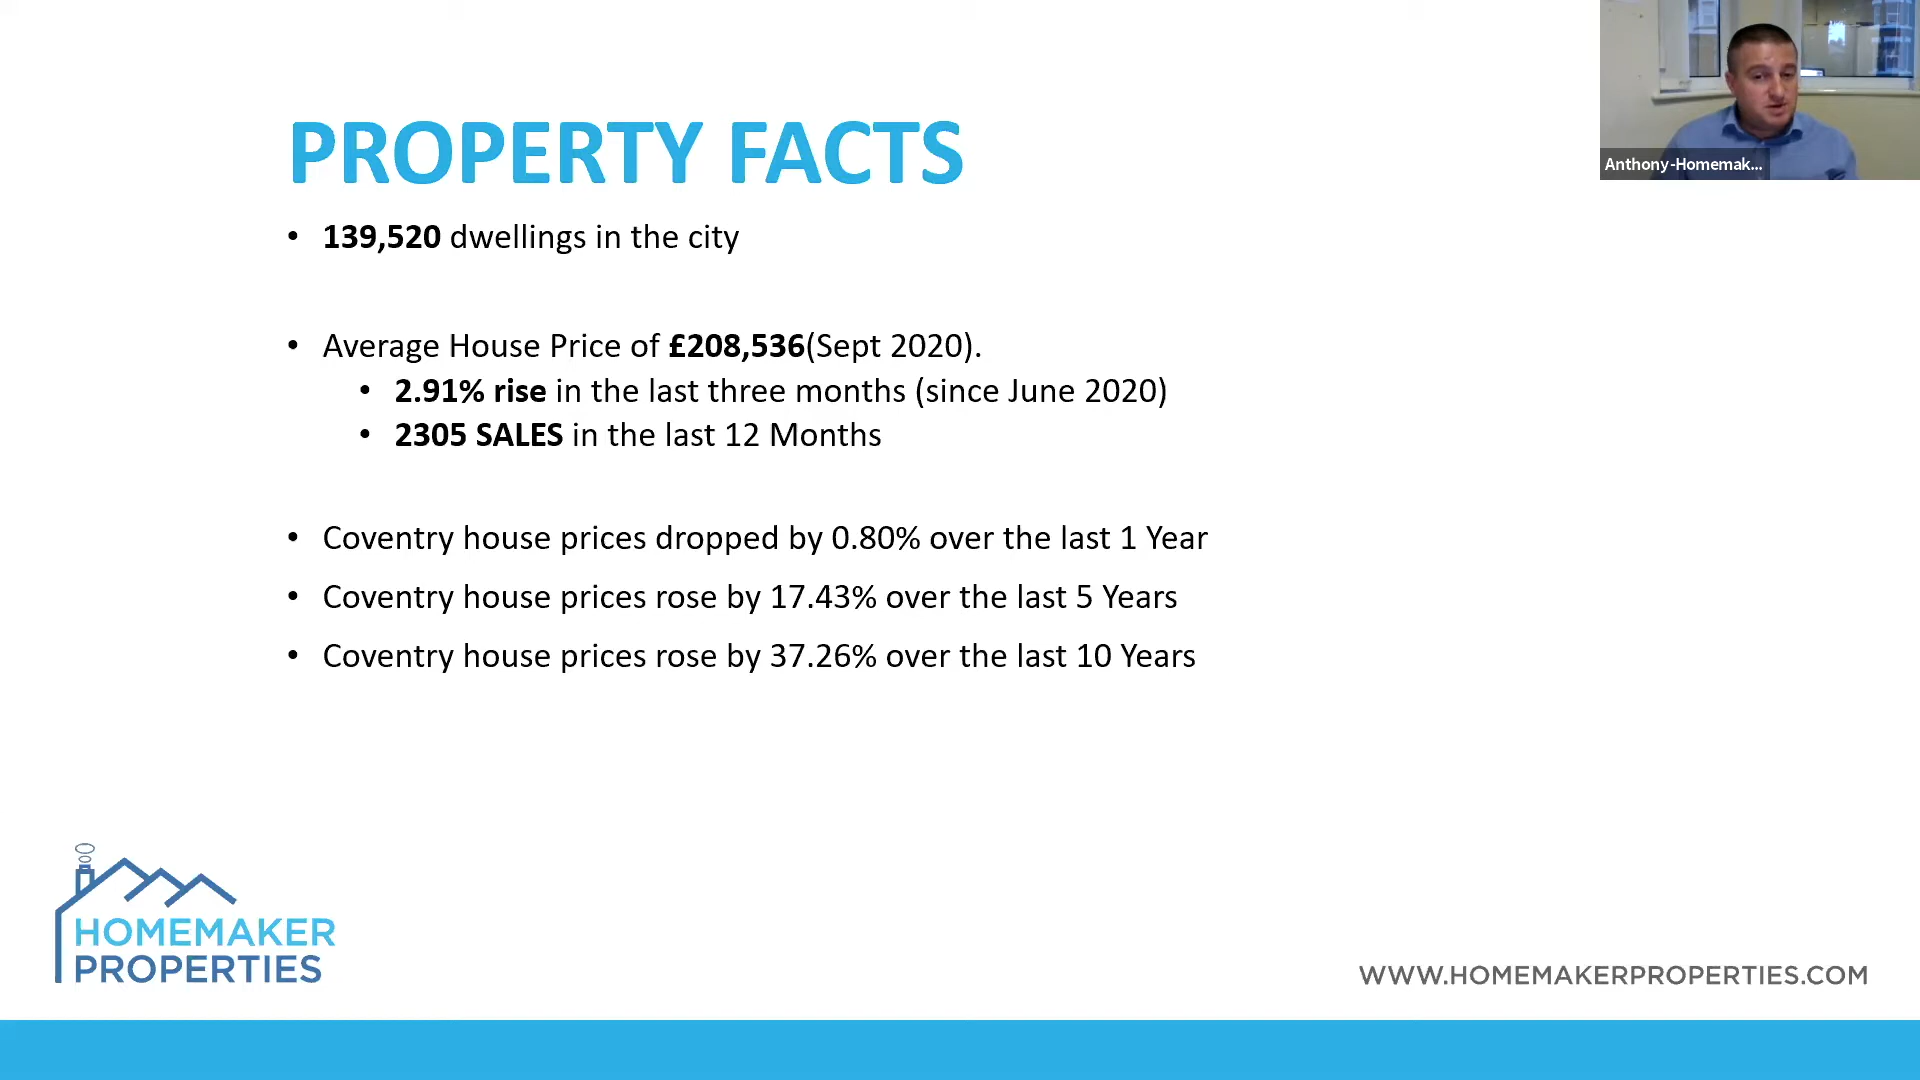 PROPERTY FACTS
• 139,520 dwellings in the city
• Average House Price of £208,536(Sept 2020).
• 2.91% rise in the last three months (since June 2020)
• 2305 SALES in the last 12 Months
• Coventry house prices dropped by 0.80% over the last 1 Year
• Coventry house prices rose by 17.43% over the last 5 Years
• Coventry house prices rose by 37.26% over the last 10 Years
Anthony-Homemak...
HOMEMAKER
PROPERTIES
WWW.HOMEMAKERPROPERTIES.COM